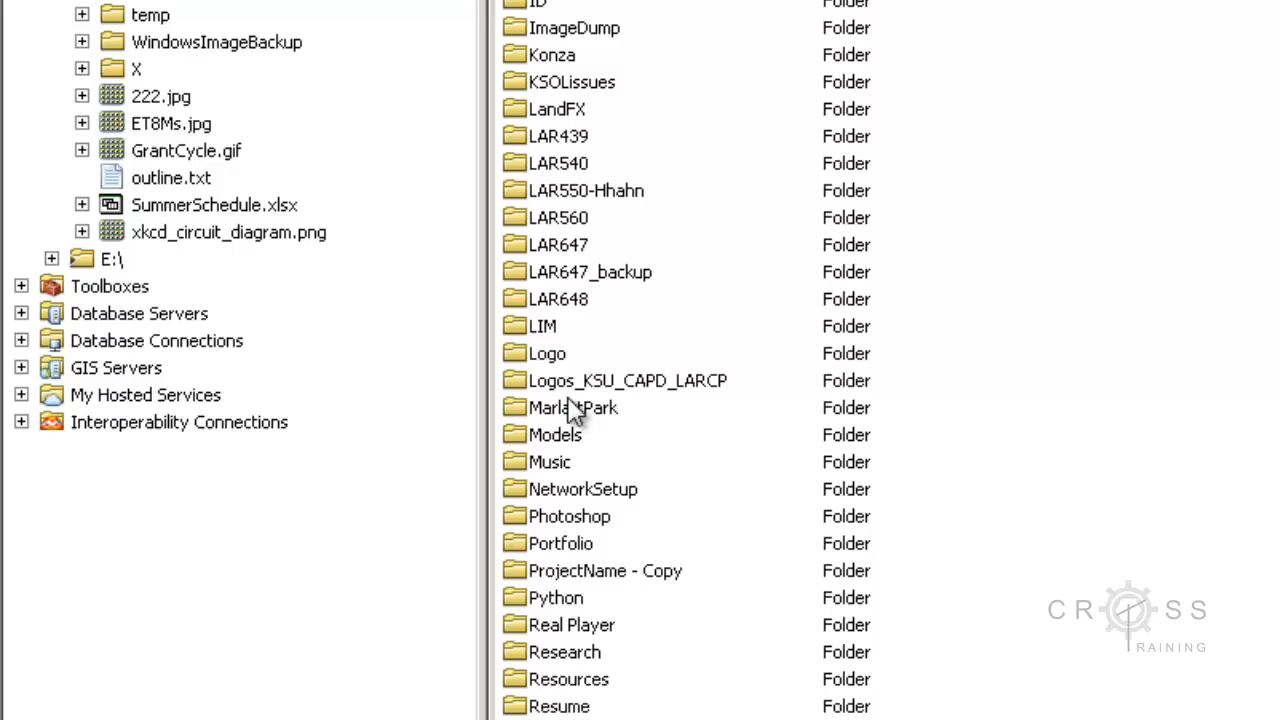 temp
WindowsImageBackup
X
222.jpg
ET8Ms.jpg
GrantCycle.gif
outline.txt
SummerSchedule.xlsx
xkcd_circuit_diagram.png
E:\
Toolboxes
Database Servers
Database Connections
GIS Servers
My Hosted Services
Interoperability Connections
ID Folder
ImageDump Folder
Konza Folder
KSOLissues Folder
LandFX Folder
LAR439 Folder
LAR540 Folder
LAR550-Hhahn Folder
LAR560 Folder
LAR647 Folder
LAR647_backup Folder
LAR648 Folder
LIM Folder
Logo Folder
Logos_KSU_CAPD_LARCP Folder
Folder
Models Folder
Music Folder
NetworkSetup Folder
Photoshop Folder
Portfolio Folder
ProjectName - Copy Folder
Python Folder
Real Player Folder
Research Folder
Resources Folder
Resume Folder
CROSS
TRAINING